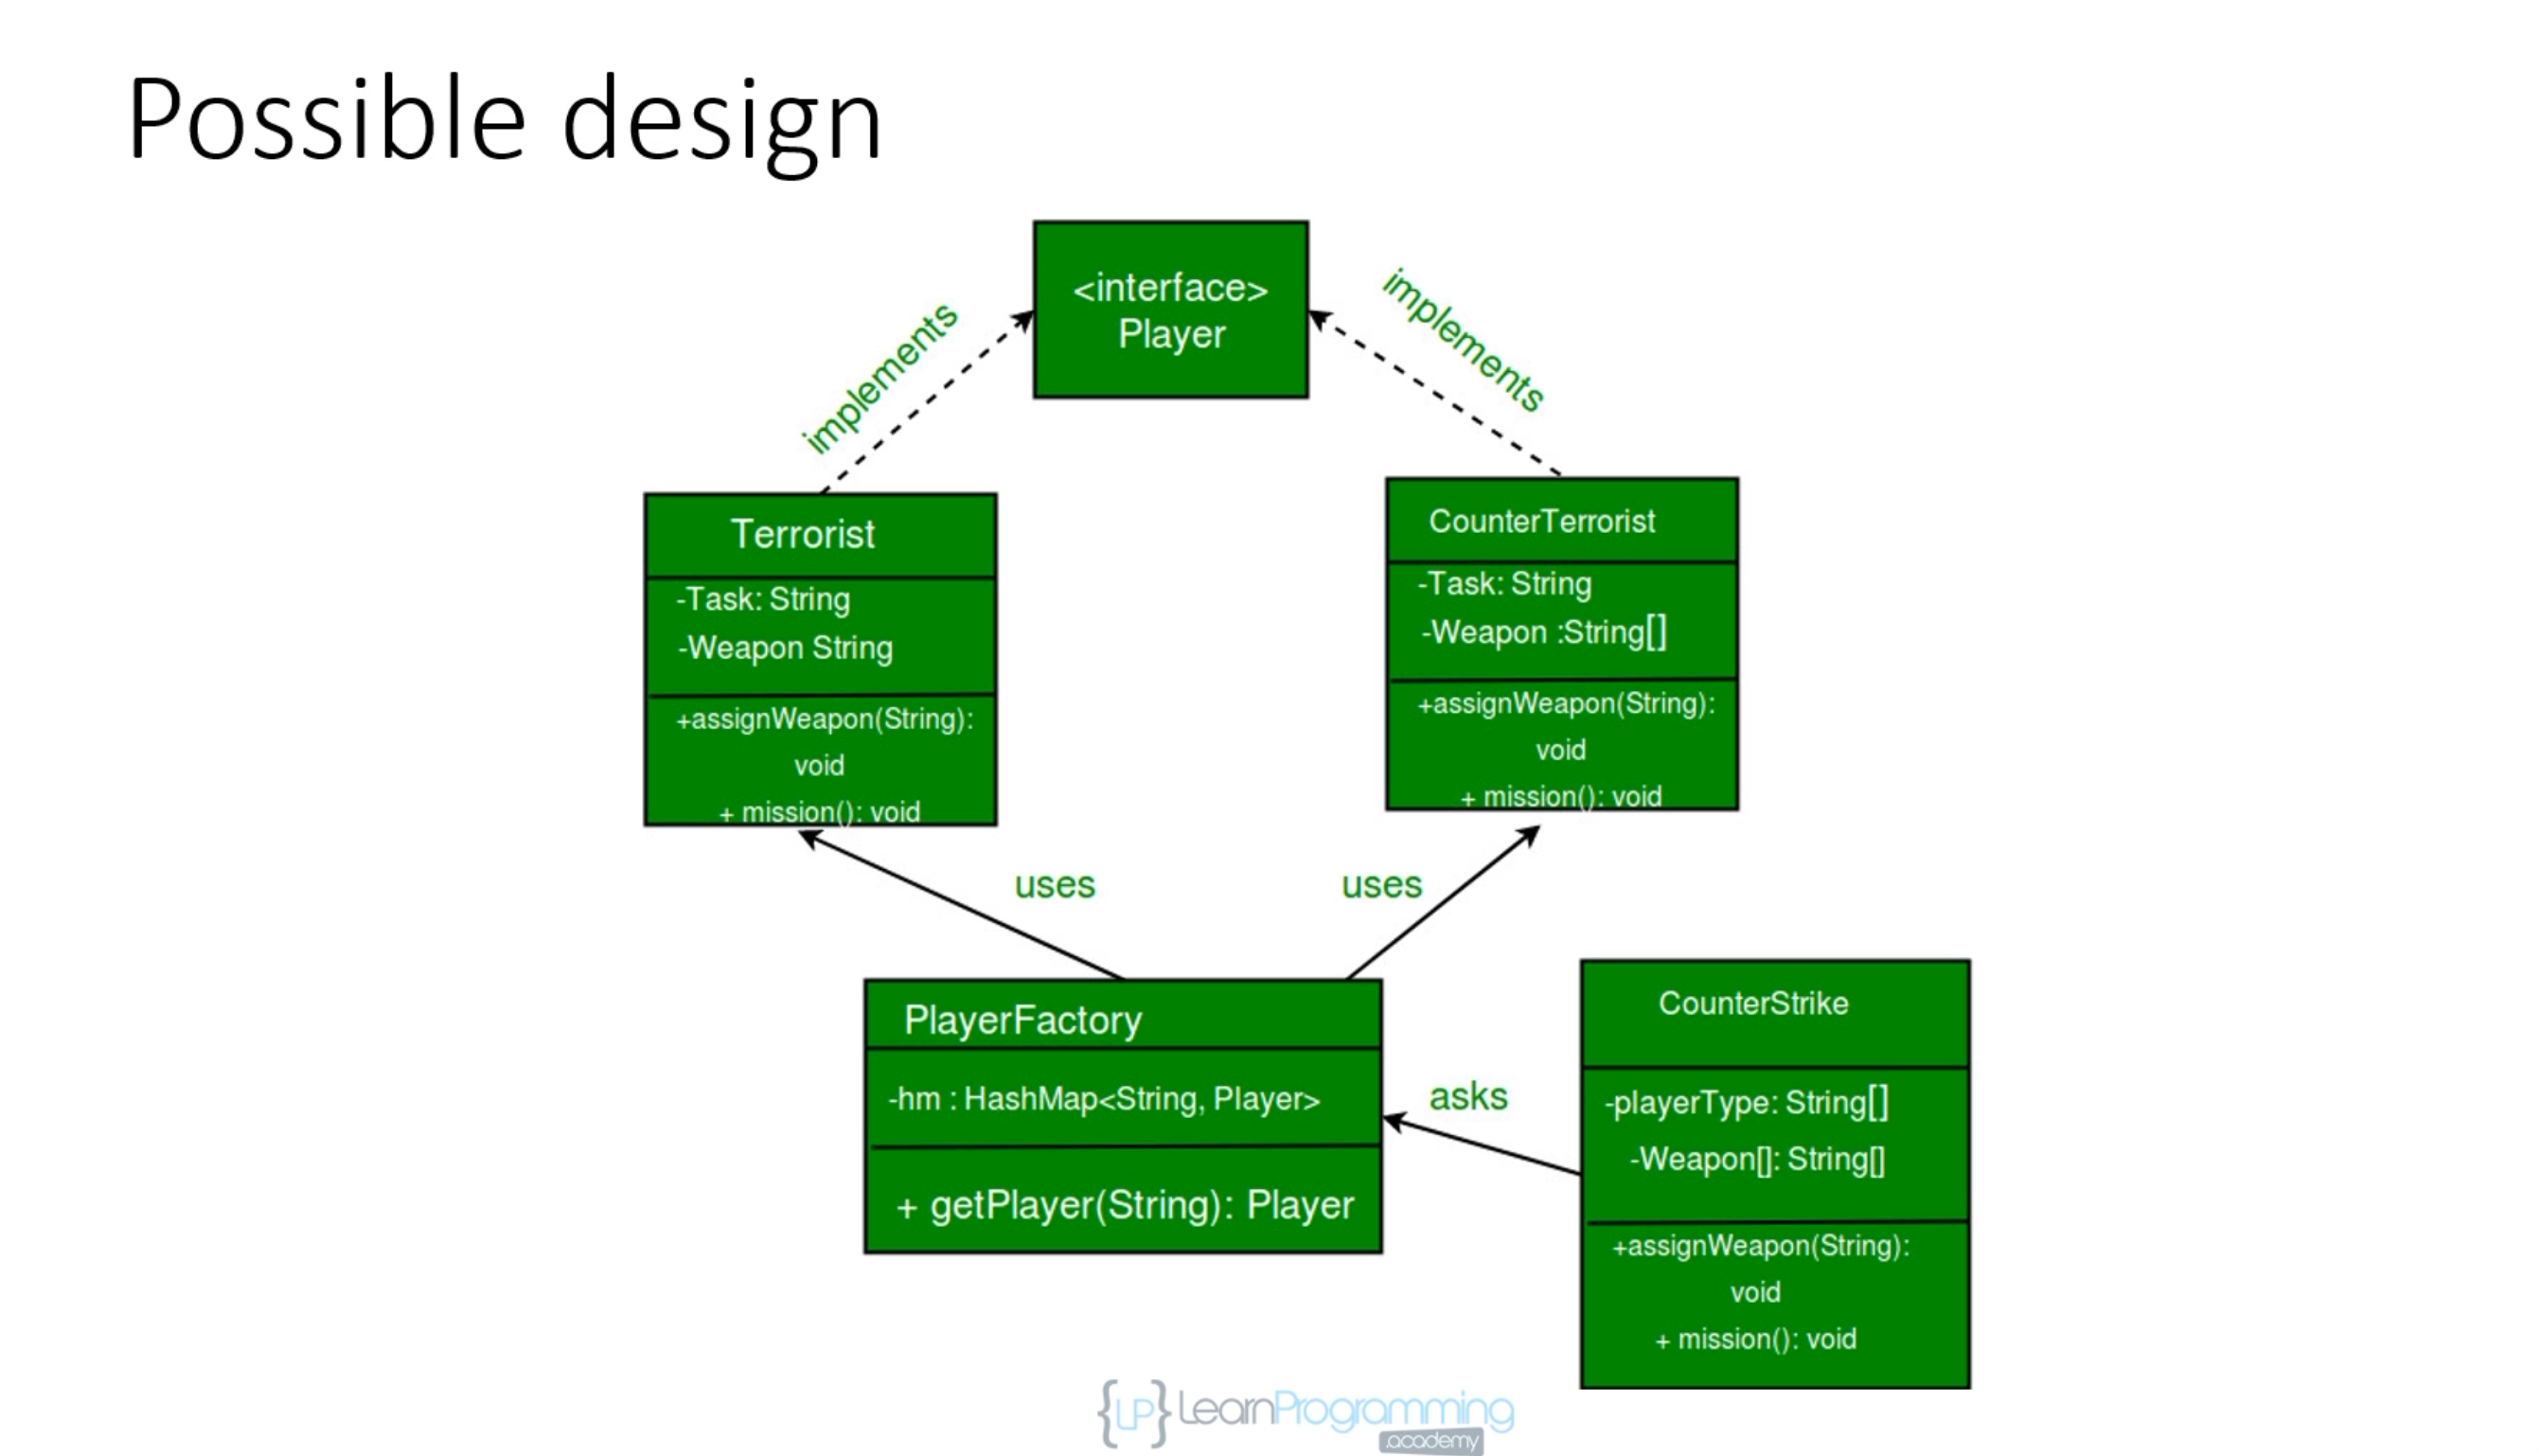 Possible design
<interface>
Player
implements
implements
Terrorist
-Task: String
-Weapon String
+assignWeapon(String):
void
+ mission(): void
CounterTerrorist
-Task: String
-Weapon :String[]
+assignWeapon(String):
void
+ mission(): void
uses
uses
PlayerFactory
-hm : HashMap<String, Player>
+ getPlayer(String): Player
asks
CounterStrike
-playerType: String[]
-Weapon[]: String[]
+assignWeapon(String):
void
+ mission(): void
{LP} LearnProgramming
.academy